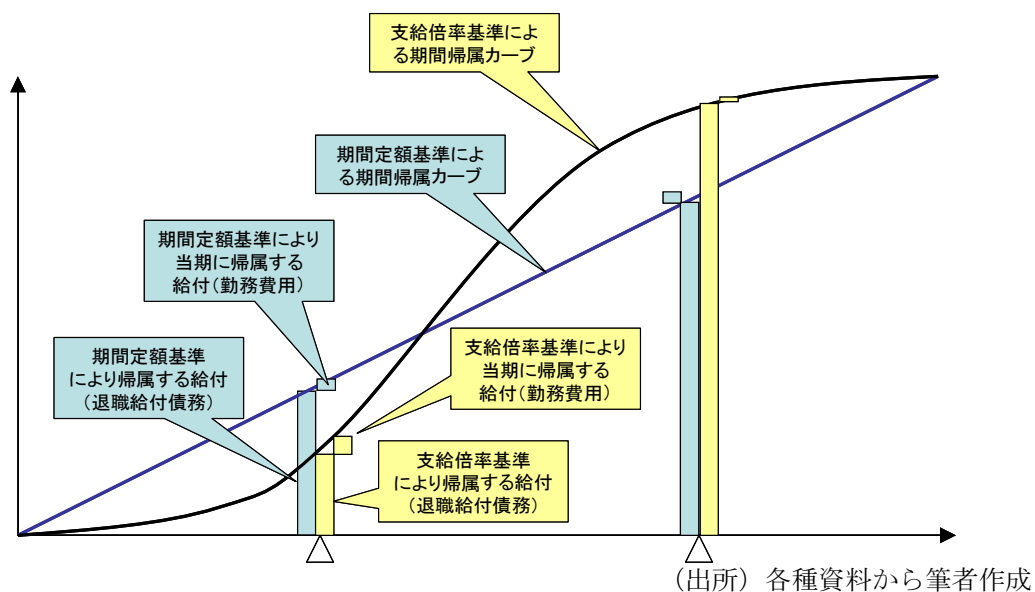 支給倍率基準によ
る期間帰属カーブ
期間定額基準によ
る期間帰属カーブ
期間定額基準により
当期に帰属する
給付(勤務費用)
期間定額基準
により帰属する給付
(退職給付債務)
支給倍率基準により
当期に帰属する
給付(勤務費用)
支給倍率基準
により帰属する給付
(退職給付債務)
(出所)各種資料から筆者作成